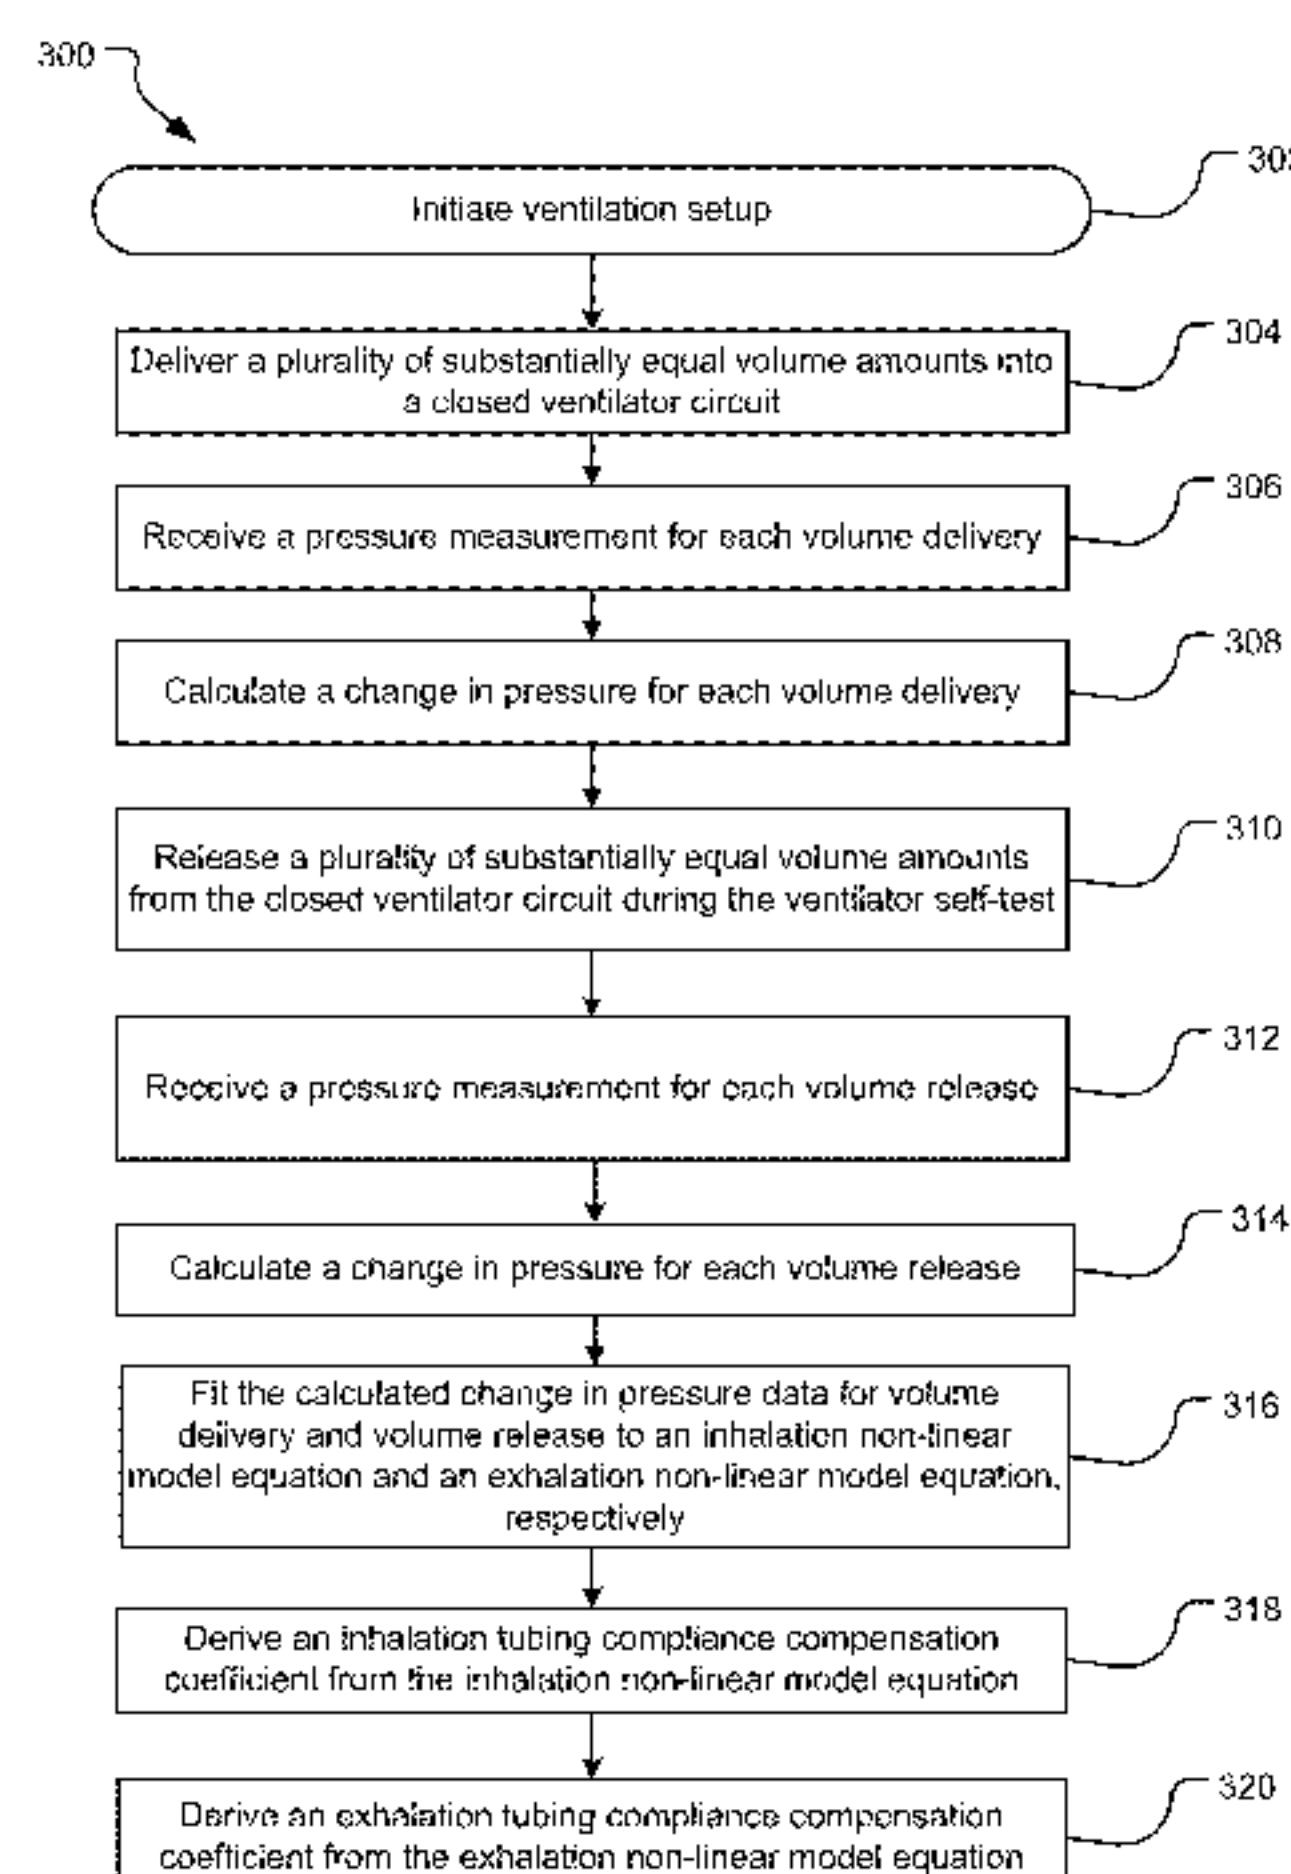 300
Initiate ventilation setup
304
Deliver a plurality of substantially equal volume amounts into
a closed ventilator circuit
306
Receive a pressure measurement for each volume delivery
308
Calculate a change in pressure for each volume delivery
310
Release a plurality of substantially equal volume amounts
from the closed ventilator circuit during the ventilator self-test
312
Receive a pressure measurement for each volume release
314
Calculate a change in pressure for each volume release
316
Fit the calculated change in pressure data for volume
delivery and volume release to an inhalation non-linear
model equation and an exhalation non-linear model equation,
respectively
318
Derive an inhalation tubing compliance compensation
coefficient from the inhalation non-linear model equation
320
Derive an exhalation tubing compliance compensation
coefficient from the exhalation non-linear model equation